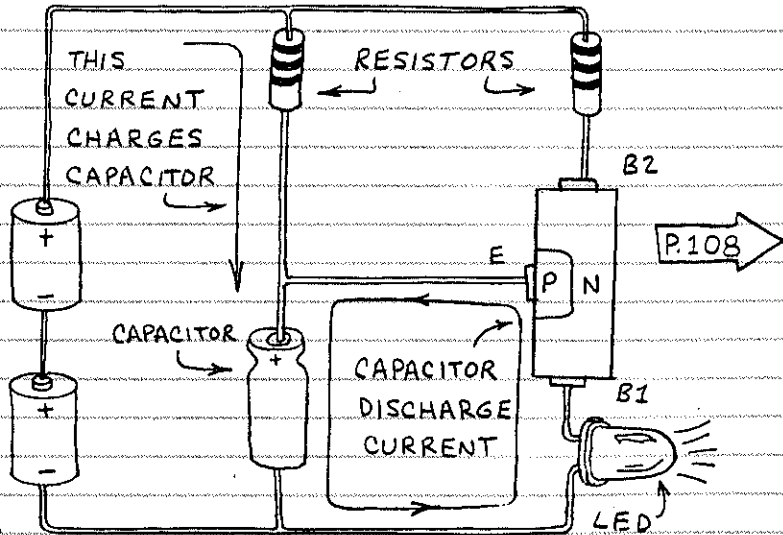 THIS
CURRENT
CHARGES
CAPACITOR
RESISTORS
B2
+
-
E
P
N
P.108
CAPACITOR
+
CAPACITOR
DISCHARGE
CURRENT
+
-
B1
LED